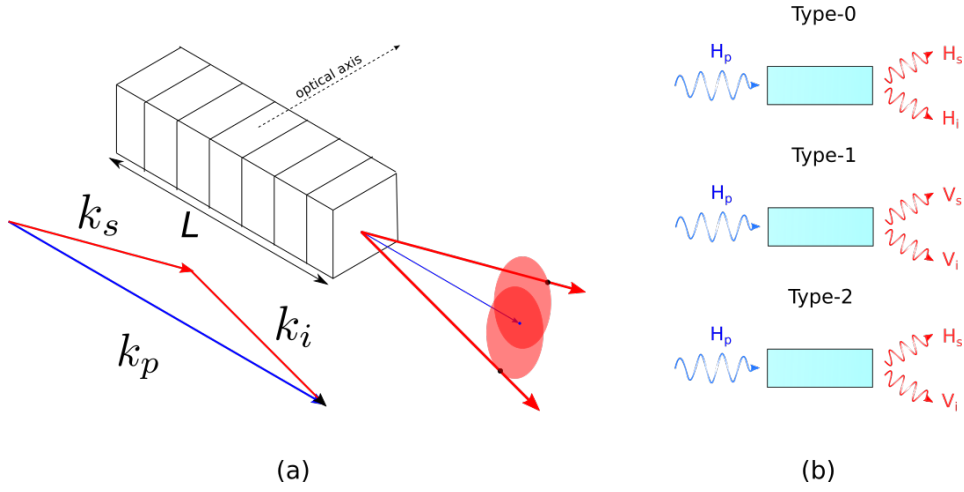 optical axis
L
k_s
k_i
k_p
(a)
Type-0
H_p
H_s
H_i
Type-1
H_p
V_s
V_i
Type-2
H_p
H_s
V_i
(b)